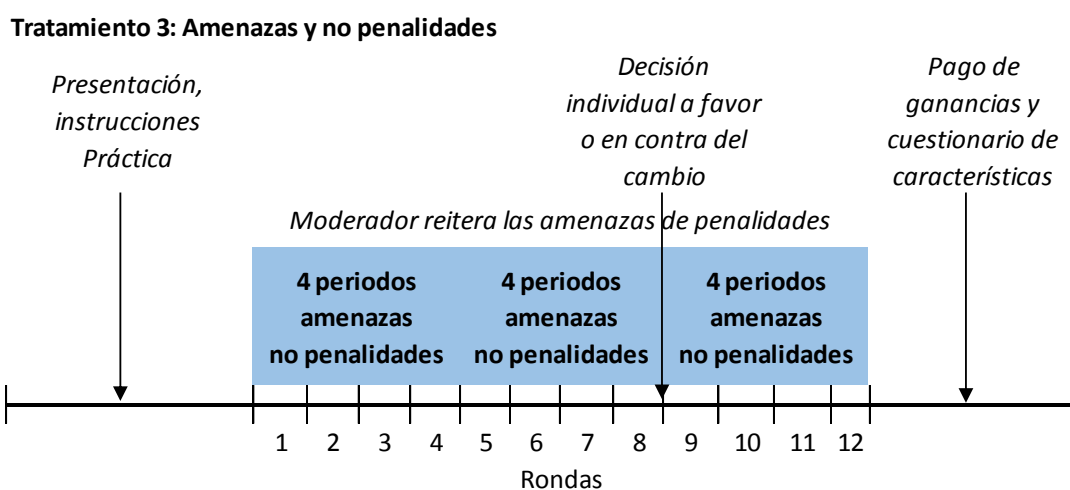 Tratamiento 3: Amenazas y no penalidades
Presentación,
instrucciones
Práctica
Decisión
individual a favor
o en contra del
cambio
Pago de
ganancias y
cuestionario de
características
Moderador reitera las amenazas de penalidades
4 periodos
amenazas
no penalidades
4 periodos
amenazas
no penalidades
4 periodos
amenazas
no penalidades
1 2 3 4 5 6 7 8 9 10 11 12
Rondas